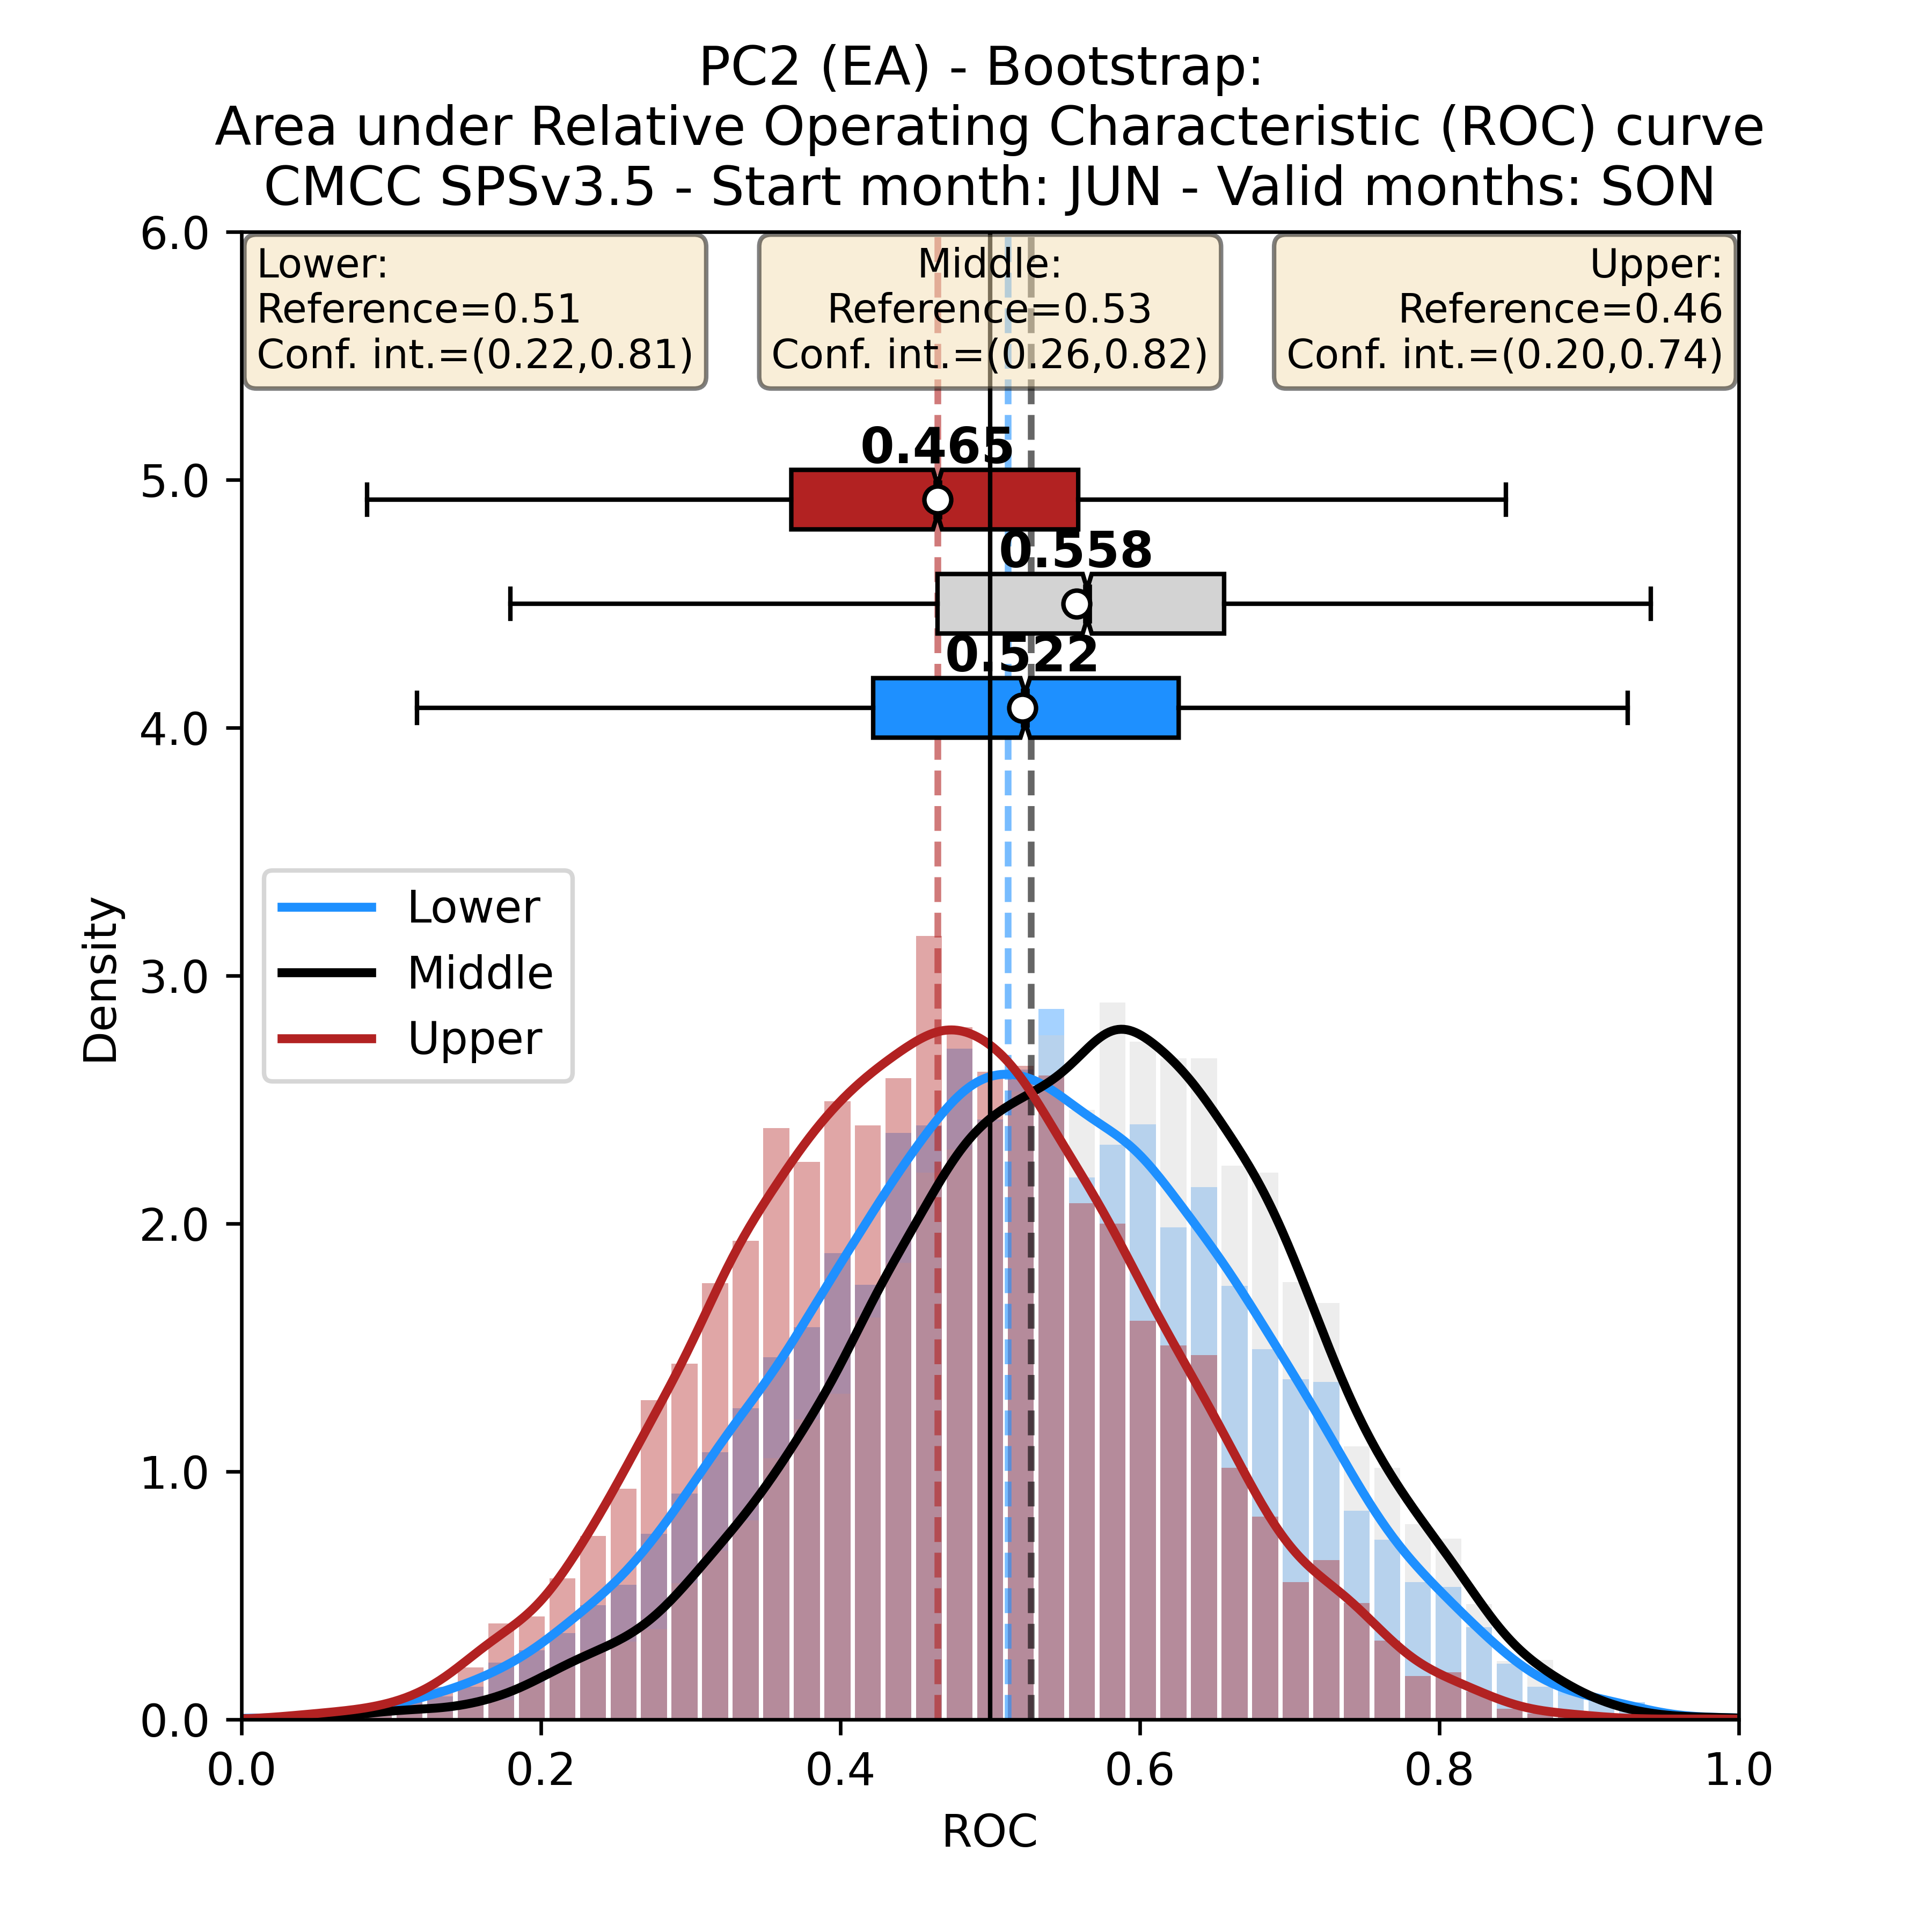 PC2 (EA) - Bootstrap:
Area under Relative Operating Characteristic (ROC) curve
CMCC SPSv3.5 - Start month: JUN - Valid months: SON
6.0
Lower:
Reference=0.51
Conf. int.=(0.22,0.81)
Middle:
Reference=0.53
Conf. int.=(0.26,0.82)
Upper:
Reference=0.46
Conf. int.=(0.20,0.74)
0.465
5.0
0.558
0.522
4.0
Lower
Middle
Upper
Density
3.0
2.0
1.0
0.0
0.0 0.2 0.4 0.6 0.8 1.0
ROC